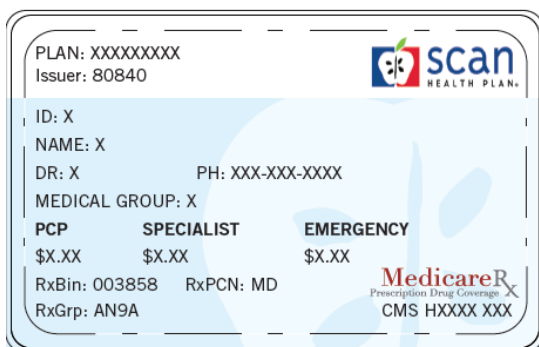 PLAN: XXXXXXXXX
Issuer: 80840
scan
HEALTH PLAN®
ID: X
NAME: X
DR: X PH: XXX-XXX-XXXX
MEDICAL GROUP: X
PCP SPECIALIST EMERGENCY
$X.XX $X.XX $X.XX
RxBin: 003858 RxPCN: MD
MedicareRx
Prescription Drug Coverage
RxGrp: AN9A
CMS HXXXX XXX